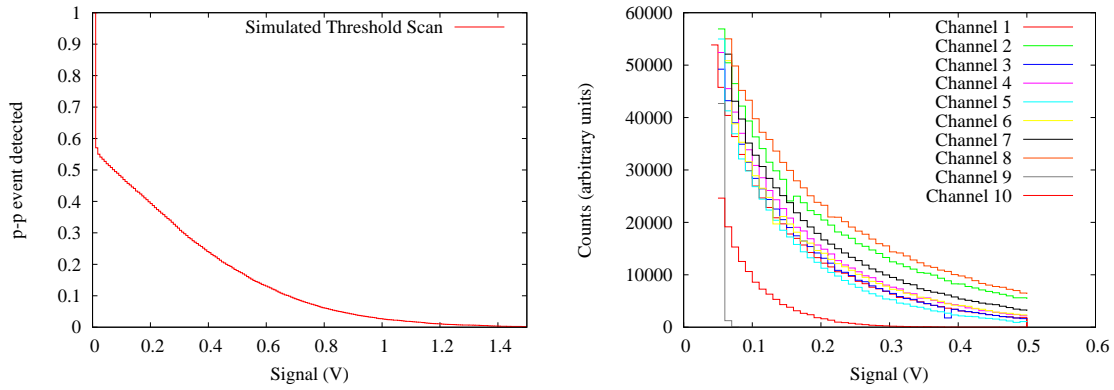 1
0.9
0.8
0.7
0.6
0.5
0.4
0.3
0.2
0.1
0
p-p event detected
Simulated Threshold Scan
0 0.2 0.4 0.6 0.8 1 1.2 1.4
Signal (V)
60000
50000
40000
30000
20000
10000
0
Counts (arbitrary units)
Channel 1
Channel 2
Channel 3
Channel 4
Channel 5
Channel 6
Channel 7
Channel 8
Channel 9
Channel 10
0 0.1 0.2 0.3 0.4 0.5 0.6
Signal (V)